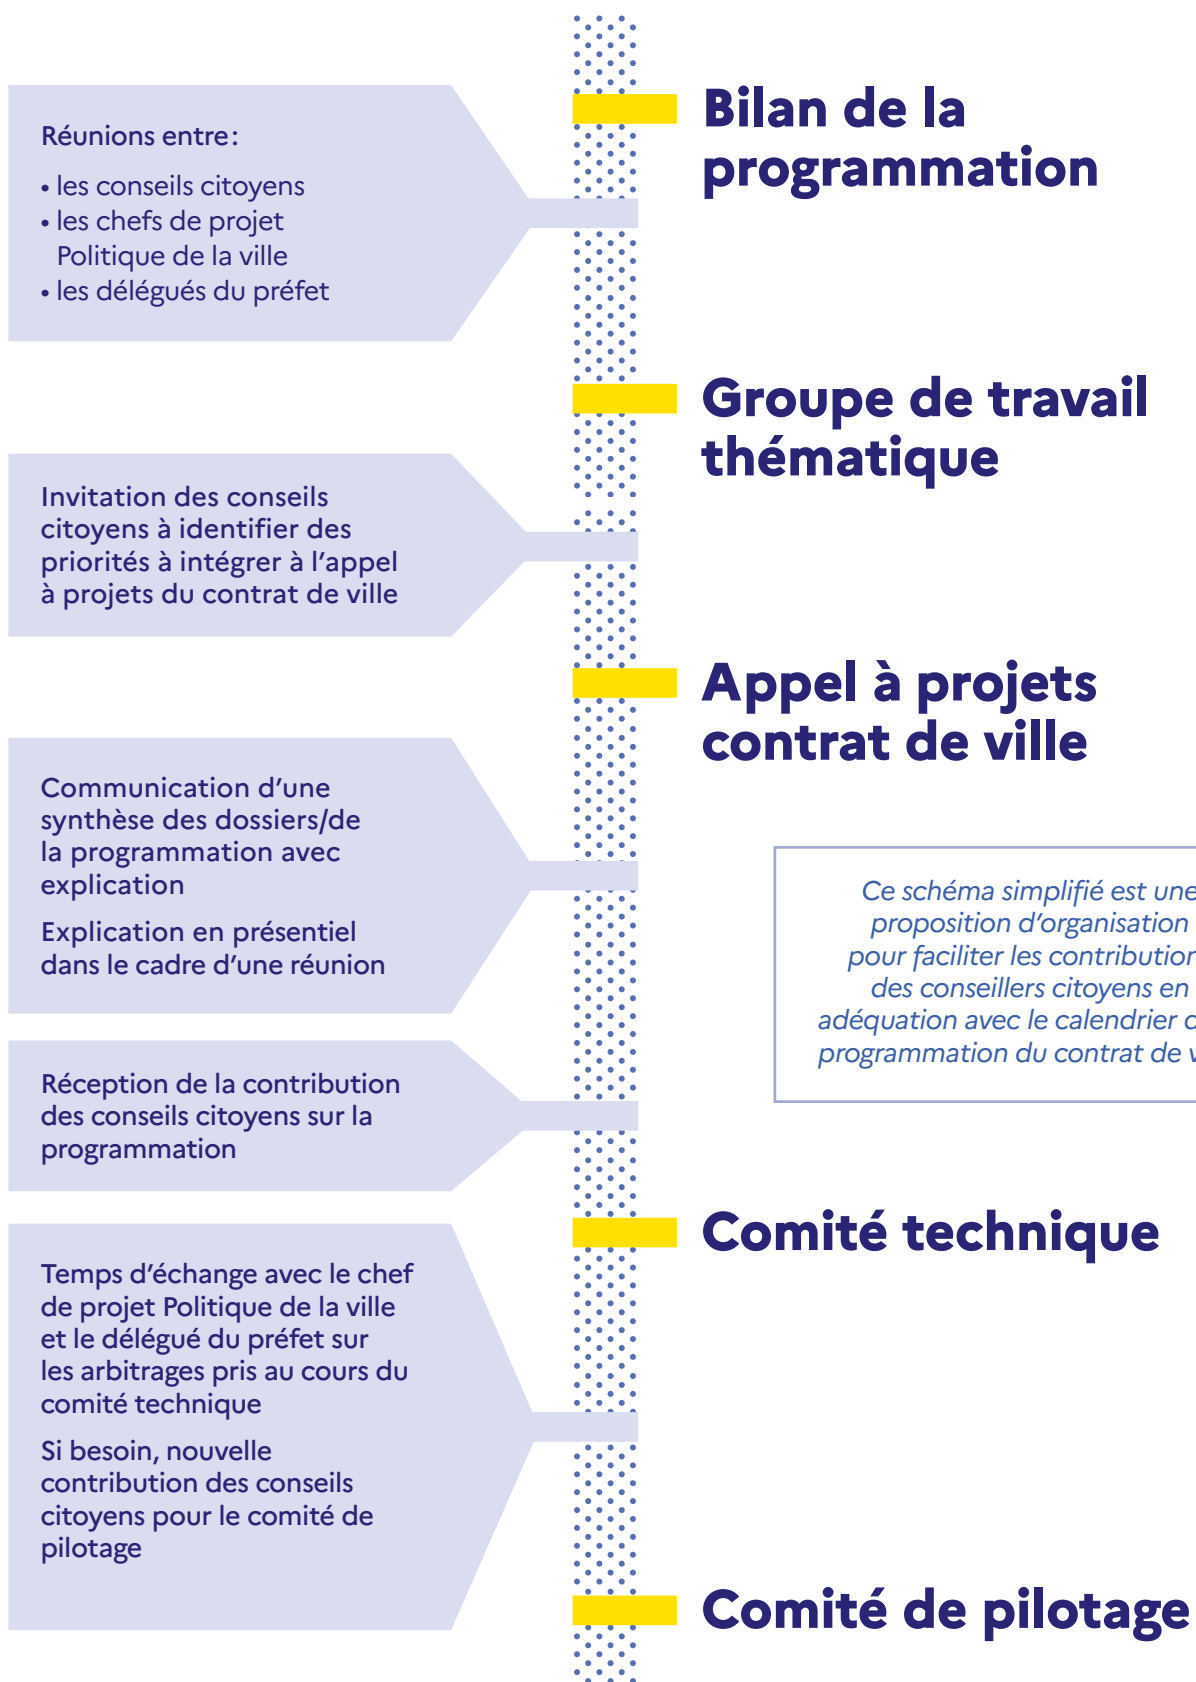 Bilan de la
programmation
Réunions entre :
• les conseils citoyens
• les chefs de projet
Politique de la ville
• les délégués du préfet
Groupe de travail
thématique
Invitation des conseils
citoyens à identifier des
priorités à intégrer à l’appel
à projets du contrat de ville
Appel à projets
contrat de ville
Communication d’une
synthèse des dossiers/de
la programmation avec
explication
Explication en présentiel
dans le cadre d’une réunion
Ce schéma simplifié est une
proposition d’organisation
pour faciliter les contribution
des conseillers citoyens en
adéquation avec le calendrier
programmation du contrat de
Réception de la contribution
des conseils citoyens sur la
programmation
Comité technique
Temps d’échange avec le chef
de projet Politique de la ville
et le délégué du préfet sur
les arbitrages pris au cours du
comité technique
Si besoin, nouvelle
contribution des conseils
citoyens pour le comité de
pilotage
Comité de pilotage